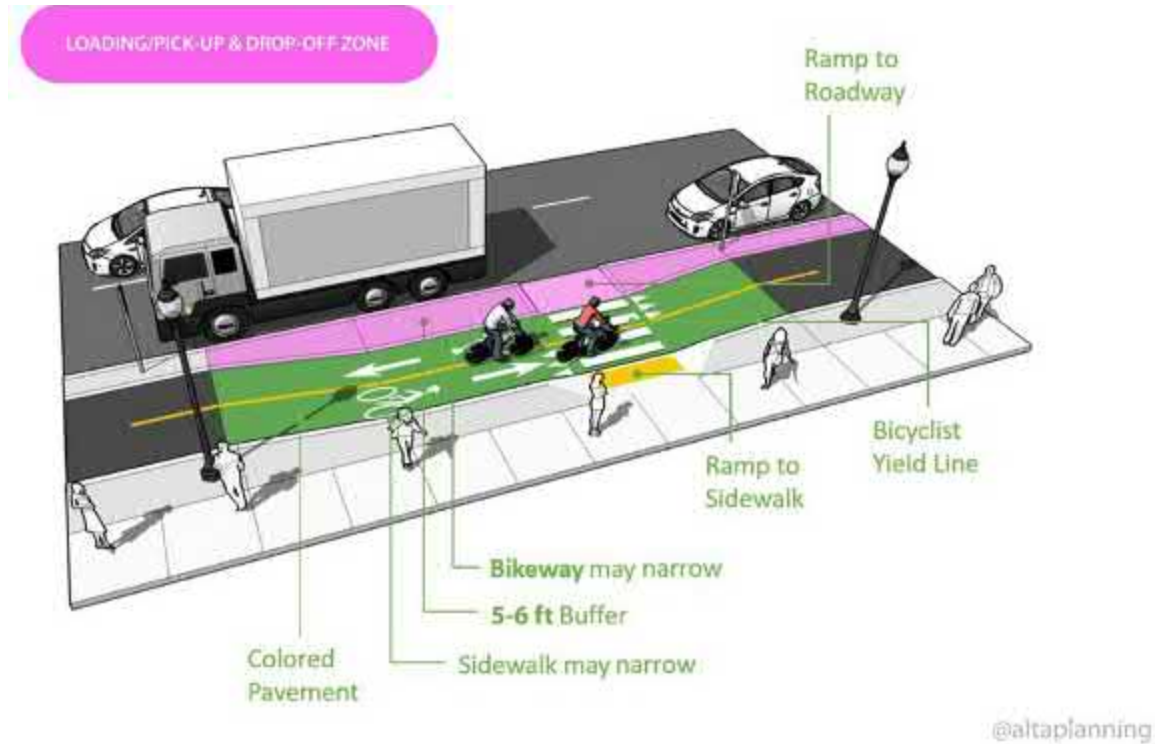 LOADING/PICK-UP & DROP-OFF ZONE
Ramp to
Roadway
Bicyclist
Yield Line
Ramp to
Sidewalk
Bikeway may narrow
5-6 ft Buffer
Sidewalk may narrow
Colored
Pavement
@altaplanning